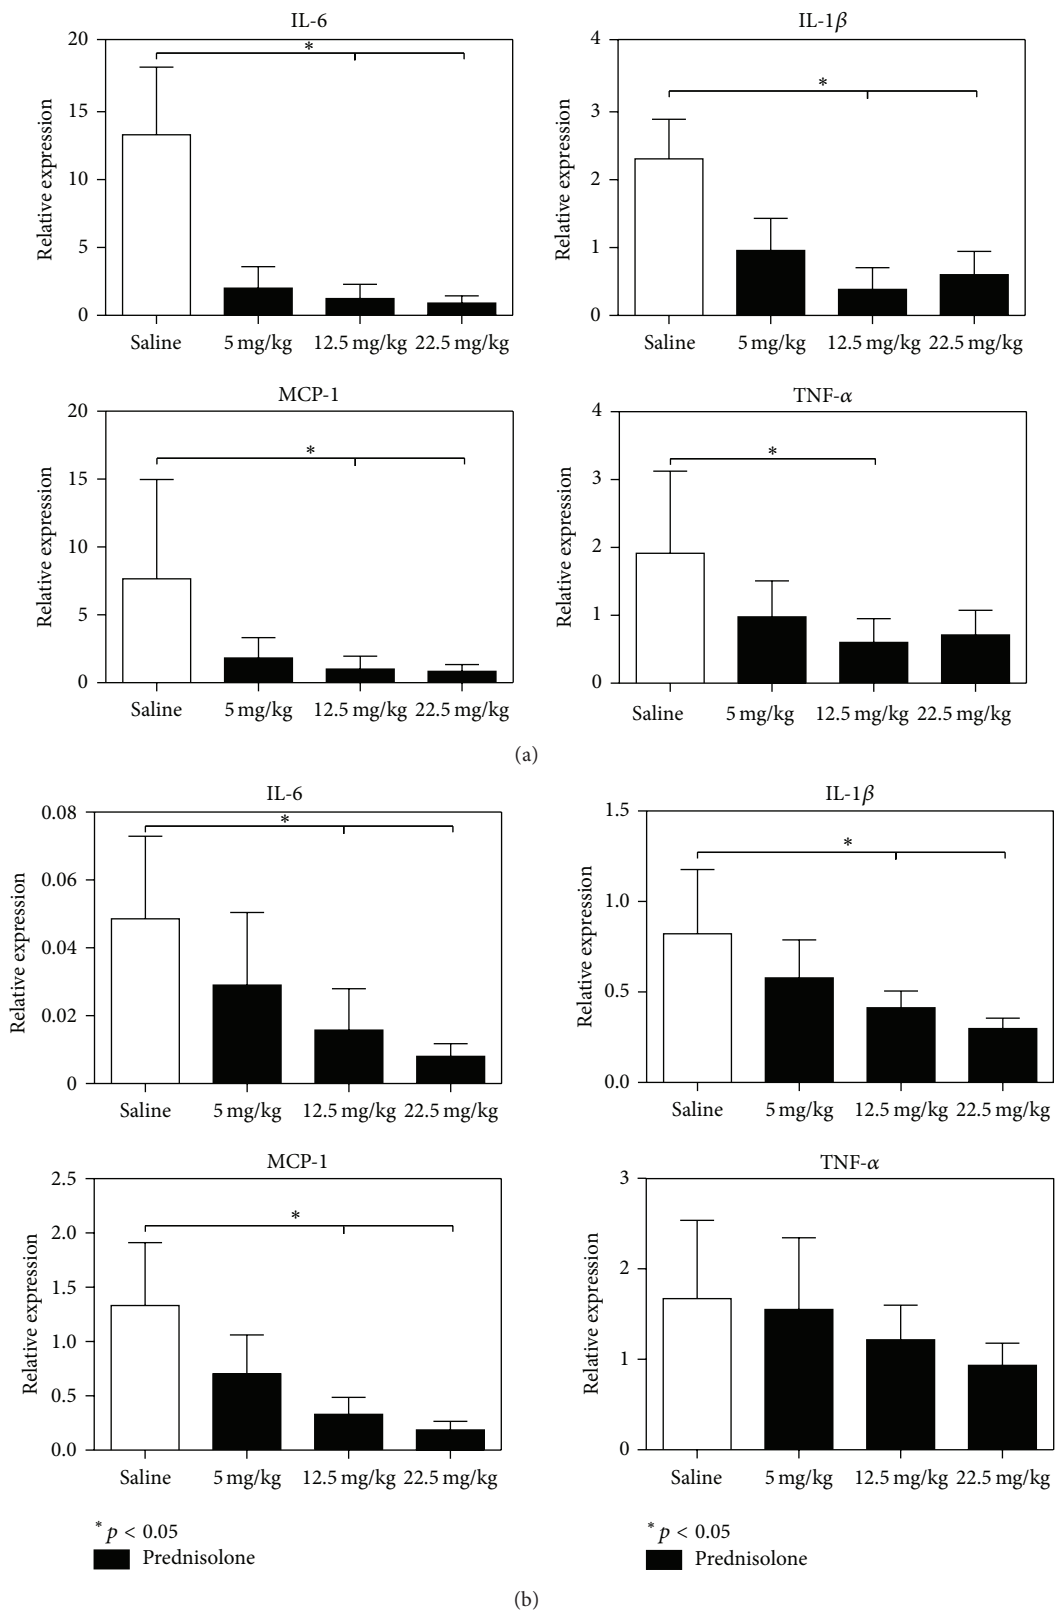 IL-6
IL-1β
20
15
10
5
0
Relative expression
*
Saline 5 mg/kg 12.5 mg/kg 22.5 mg/kg
4
3
2
1
0
Relative expression
*
Saline 5 mg/kg 12.5 mg/kg 22.5 mg/kg
MCP-1
TNF-α
20
15
10
5
0
Relative expression
*
Saline 5 mg/kg 12.5 mg/kg 22.5 mg/kg
4
3
2
1
0
Relative expression
*
Saline 5 mg/kg 12.5 mg/kg 22.5 mg/kg
(a)
IL-6
IL-1β
0.08
0.06
0.04
0.02
0
Relative expression
*
Saline 5 mg/kg 12.5 mg/kg 22.5 mg/kg
1.5
1.0
0.5
0.0
Relative expression
*
Saline 5 mg/kg 12.5 mg/kg 22.5 mg/kg
MCP-1
TNF-α
2.5
2.0
1.5
1.0
0.5
0.0
Relative expression
*
Saline 5 mg/kg 12.5 mg/kg 22.5 mg/kg
3
2
1
0
Relative expression
Saline 5 mg/kg 12.5 mg/kg 22.5 mg/kg
* p < 0.05
Prednisolone
* p < 0.05
Prednisolone
(b)